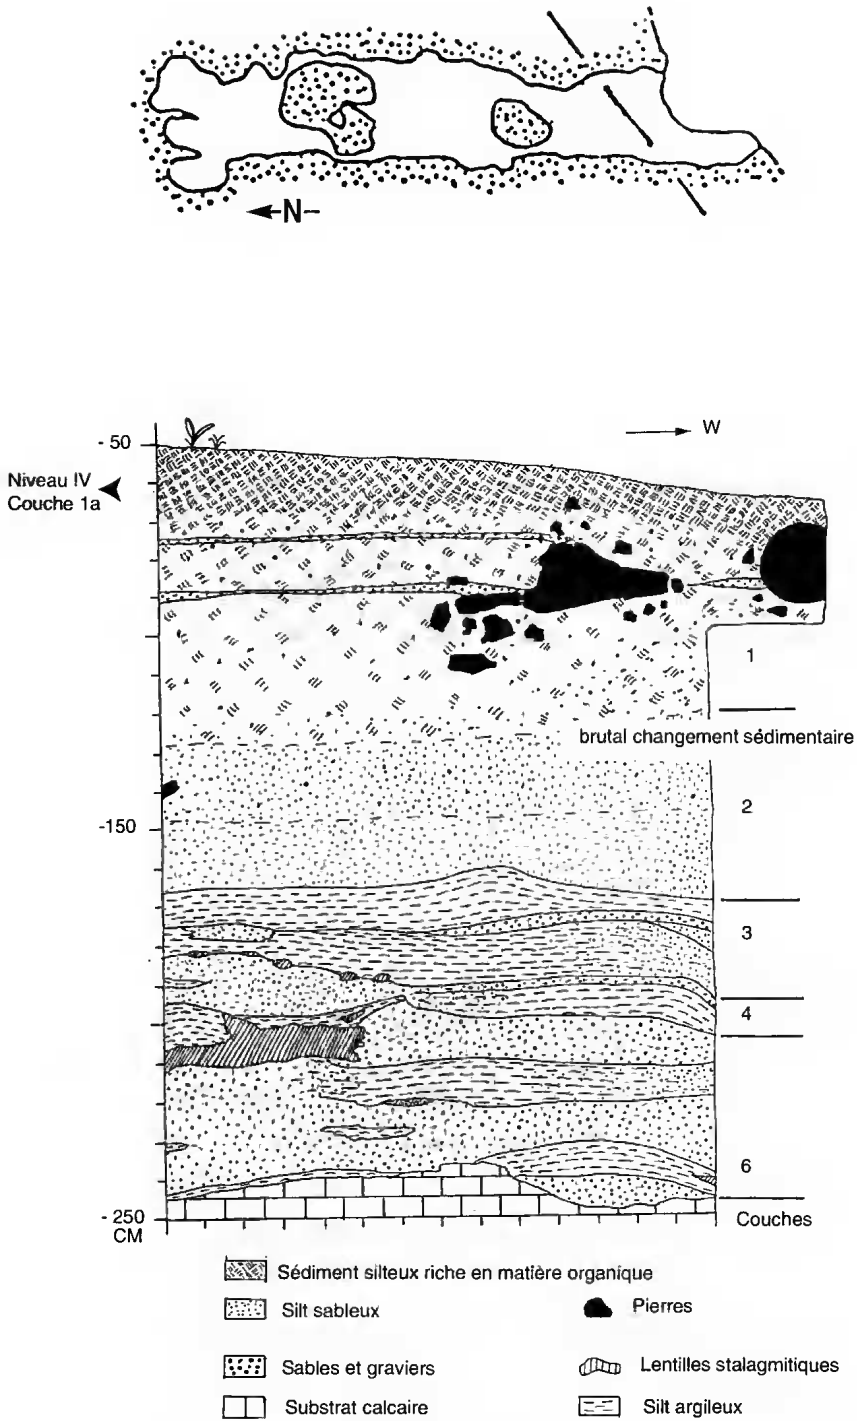 N
- 50
W
Niveau IV
Couche 1a
1
brutal changement sédimentaire
2
-150
3
4
6
- 250
CM
Couches
Sédiment silteux riche en matière organique
Silt sableux
Pierres
Sables et graviers
Lentilles stalagmitiques
Substrat calcaire
Silt argileux